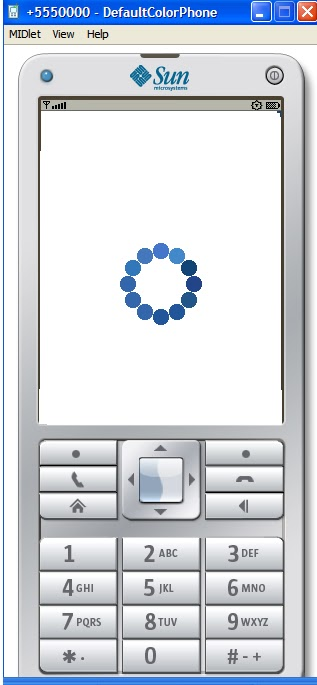 +5550000 - DefaultColorPhone
MIDlet View Help
Sun
microsystems
1 2 ABC 3 DEF
4 GHI 5 JKL 6 MNO
7 PQRS 8 TUV 9 WXYZ
* · 0 # - +